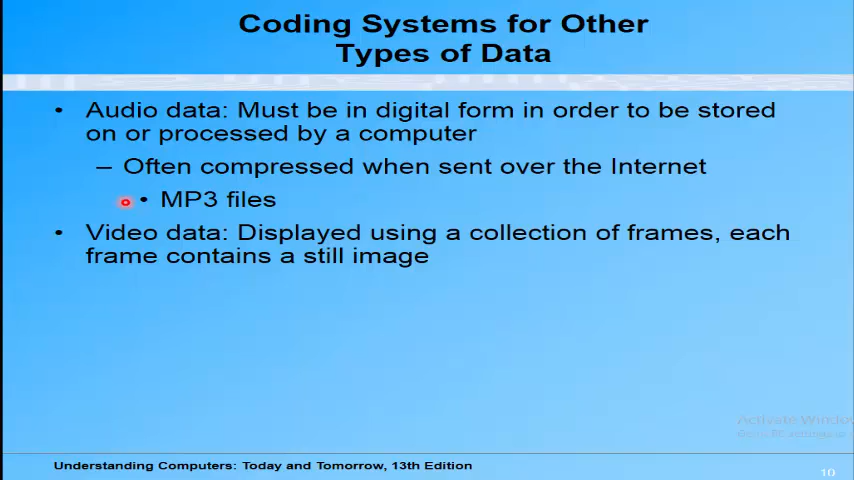 Coding Systems for Other
Types of Data
• Audio data: Must be in digital form in order to be stored
on or processed by a computer
– Often compressed when sent over the Internet
• MP3 files
• Video data: Displayed using a collection of frames, each
frame contains a still image
Activate Windo
Understanding Computers: Today and Tomorrow, 13th Edition
10